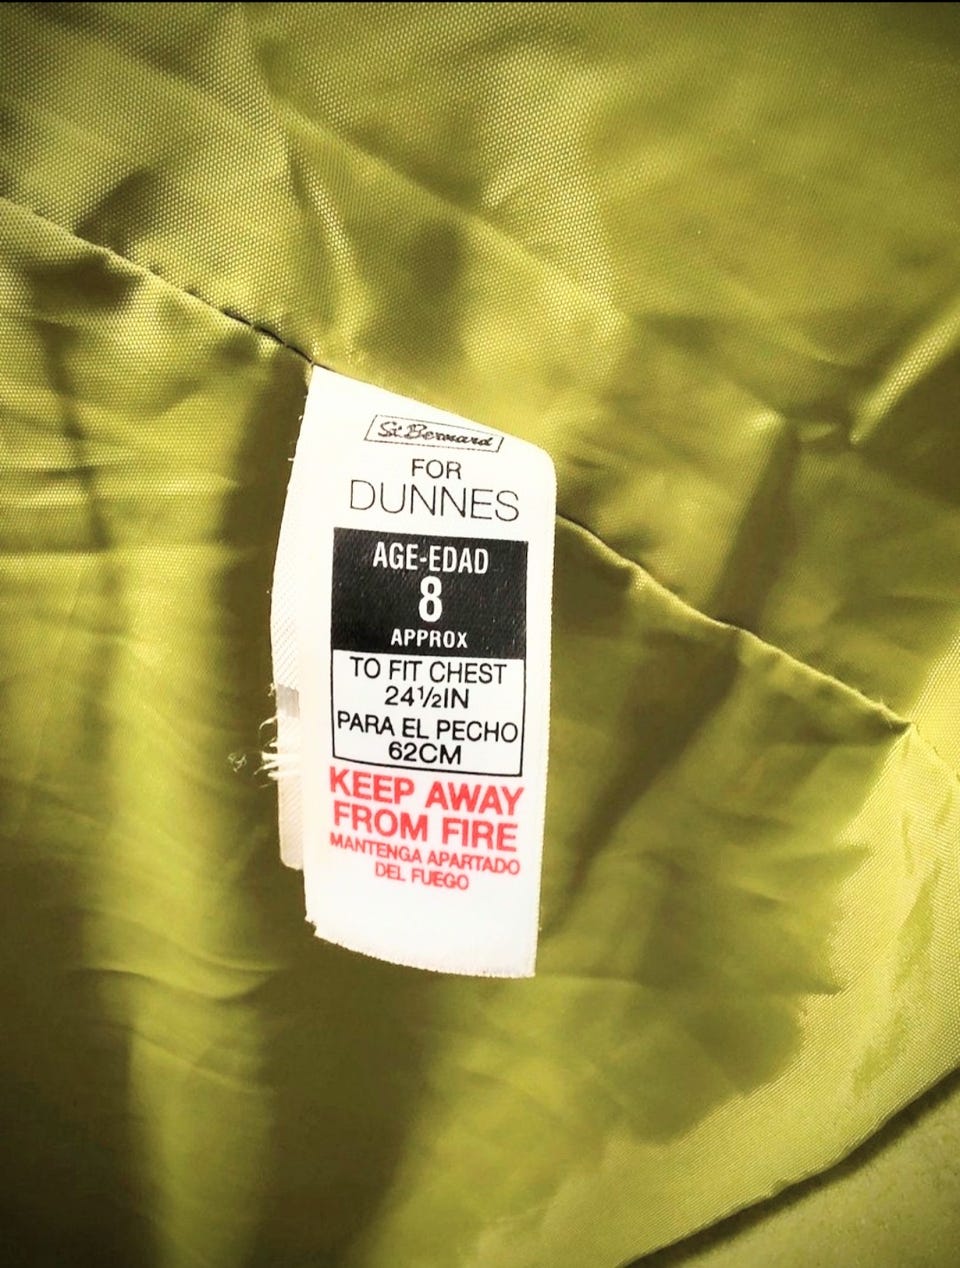 St. Bernard
FOR
DUNNES
AGE-EDAD
8
APPROX
TO FIT CHEST
24½IN
PARA EL PECHO
62CM
KEEP AWAY
FROM FIRE
MANTENGA APARTADO
DEL FUEGO